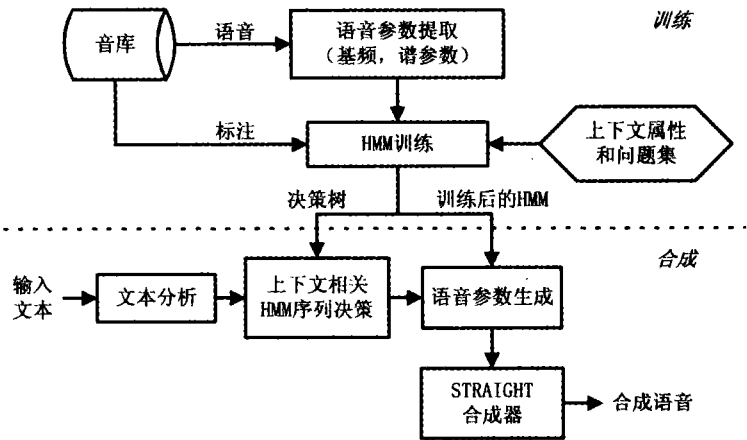 训练
音库
语音
语音参数提取
(基频，谱参数)
标注
HMM训练
上下文属性
和问题集
决策树
训练后的HMM
合成
输入
文本
文本分析
上下文相关
HMM序列决策
语音参数生成
STRAIGHT
合成器
合成语音